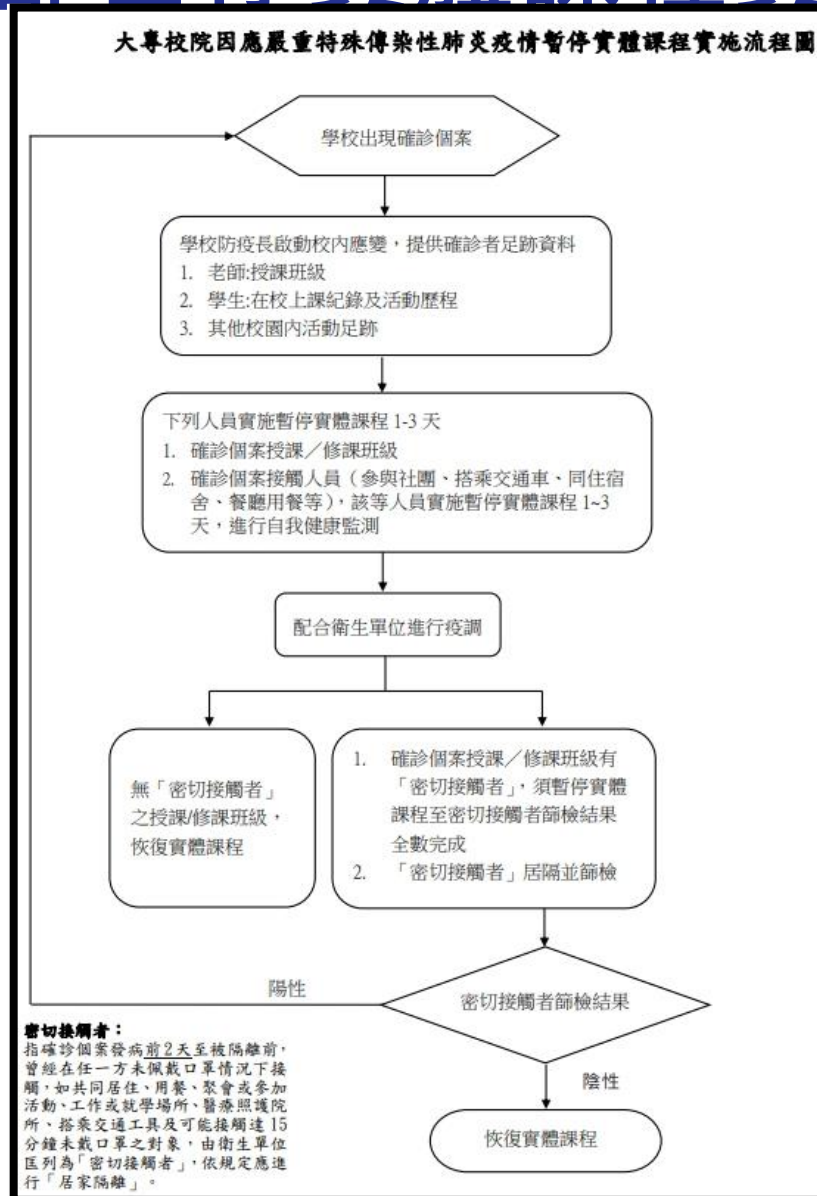 大專校院因應嚴重特殊傳染性肺炎疫情暫停實體課程實施流程圖
學校出現確診個案
學校防疫長啟動校內應變，提供確診者足跡資料
1. 老師:授課班級
2. 學生:在校上課紀錄及活動歷程
3. 其他校園內活動足跡
下列人員實施暫停實體課程 1-3 天
1. 確診個案授課／修課班級
2. 確診個案接觸人員（參與社團、搭乘交通車、同住宿
舍、餐廳用餐等），該等人員實施暫停實體課程 1~3
天，進行自我健康監測
配合衛生單位進行疫調
無「密切接觸者」
之授課/修課班級，
恢復實體課程
1. 確診個案授課／修課班級有
「密切接觸者」，須暫停實體
課程至密切接觸者篩檢結果
全數完成
2. 「密切接觸者」居隔並篩檢
陽性
密切接觸者篩檢結果
陰性
恢復實體課程
密切接觸者：
指確診個案發病前2天至被隔離前，
曾經在任一方未佩戴口罩情況下接
觸，如共同居住、用餐、聚會或參加
活動、工作或就學場所、醫療照護院
所、搭乘交通工具及可能接觸達 15
分鐘未戴口罩之對象，由衛生單位
匡列為「密切接觸者」，依規定應進
行「居家隔離」。